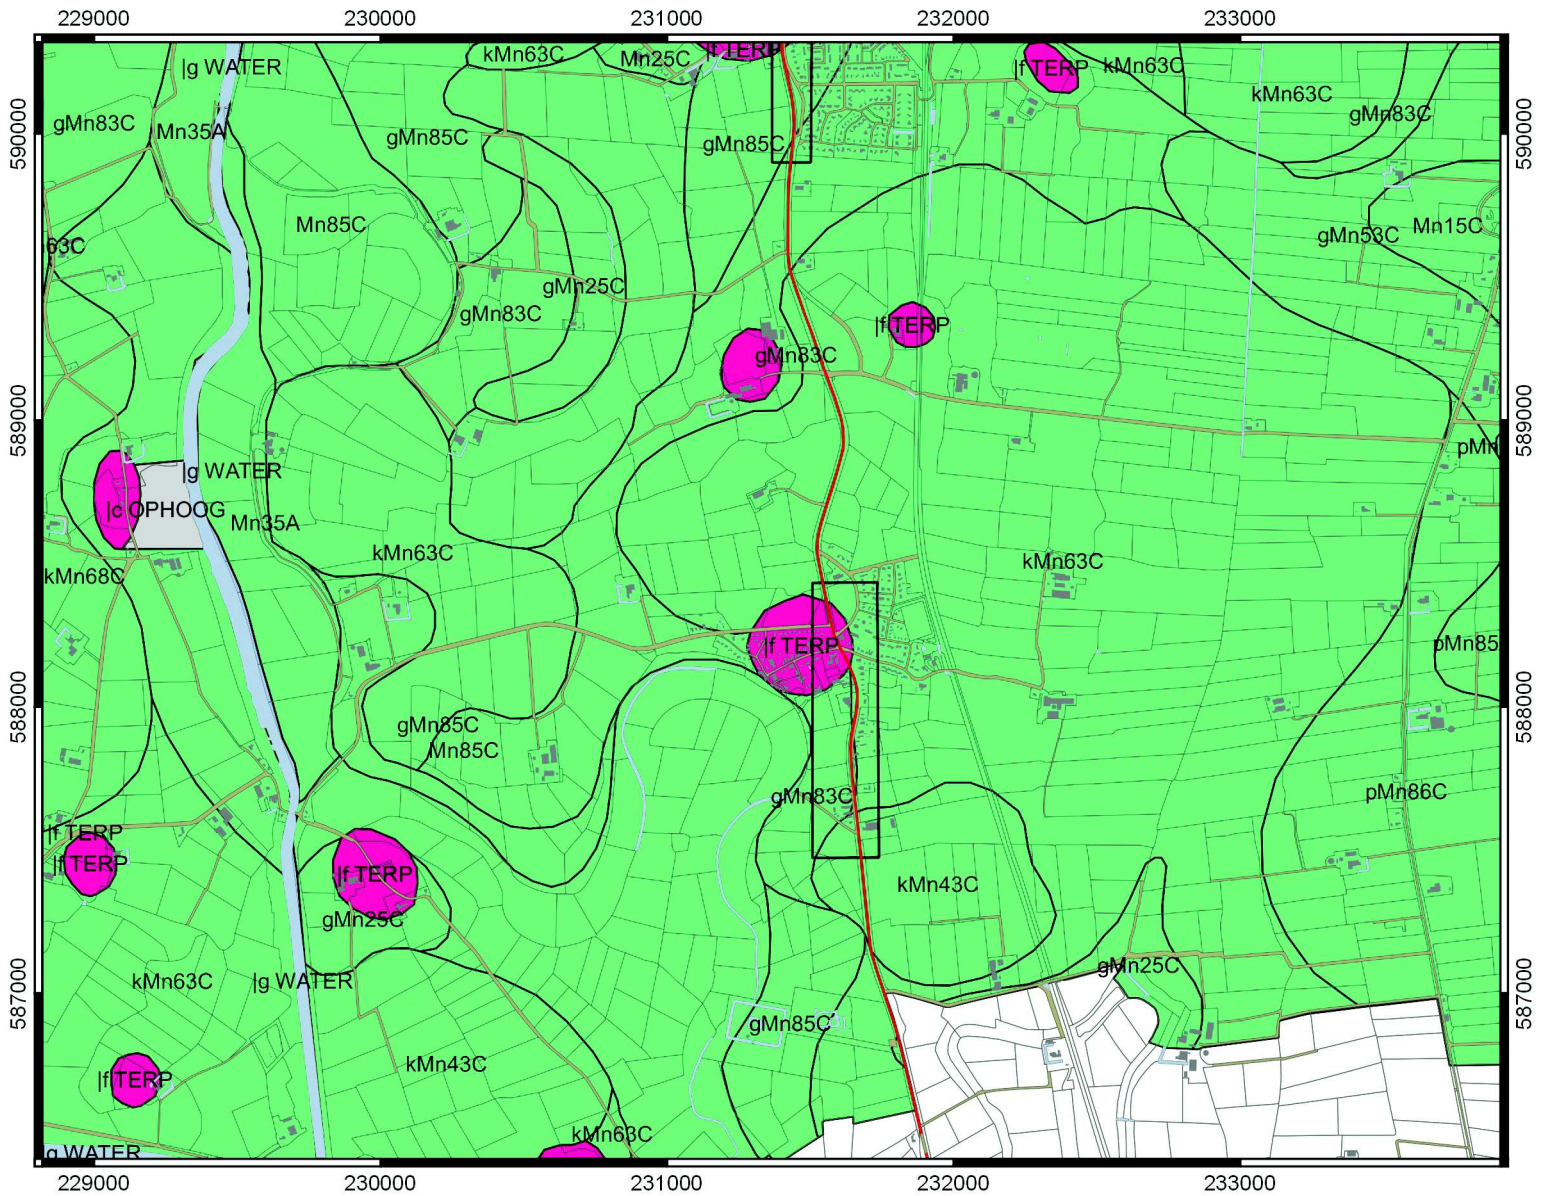 229000 230000 231000 232000 233000
kMn63C
Mn25C
|f TERP
|g WATER
|f TERP
kMn63C
kMn63C
gMn83C
590000
gMn83C
Mn35A
gMn85C
gMn85C
590000
Mn85C
Mn15C
gMn53C
63C
gMn25C
gMn83C
|f TERP
gMn83C
589000
589000
pMn
|g WATER
|c OPHOOG
Mn35A
kMn63C
kMn63C
kMn68C
|f TERP
pMn85
588000
588000
gMn85C
Mn85C
gMn83C
pMn86C
|f TERP
|f TERP
|f TERP
kMn43C
gMn25C
gMn25C
587000
kMn63C
|g WATER
587000
gMn85C
kMn43C
|f TERP
kMn63C
|g WATER
229000 230000 231000 232000 233000